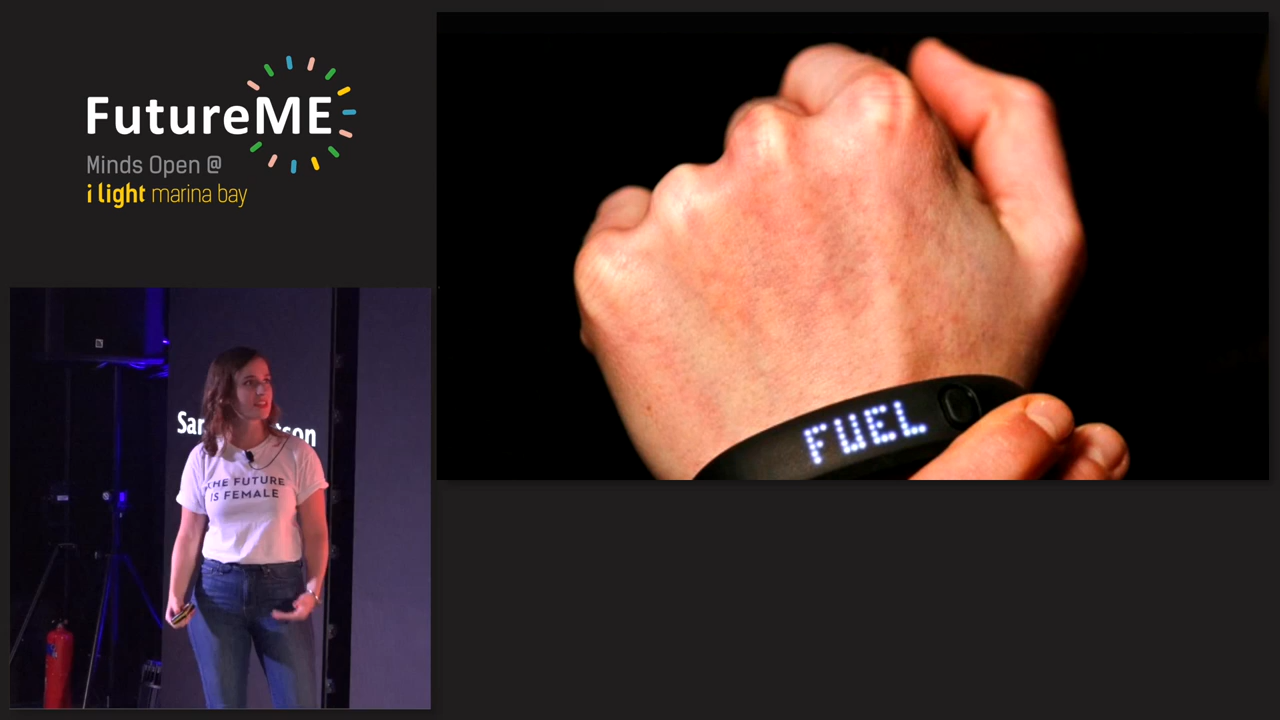 FutureME
Minds Open @
i light marina bay
THE FUTURE
IS FEMALE
FUEL